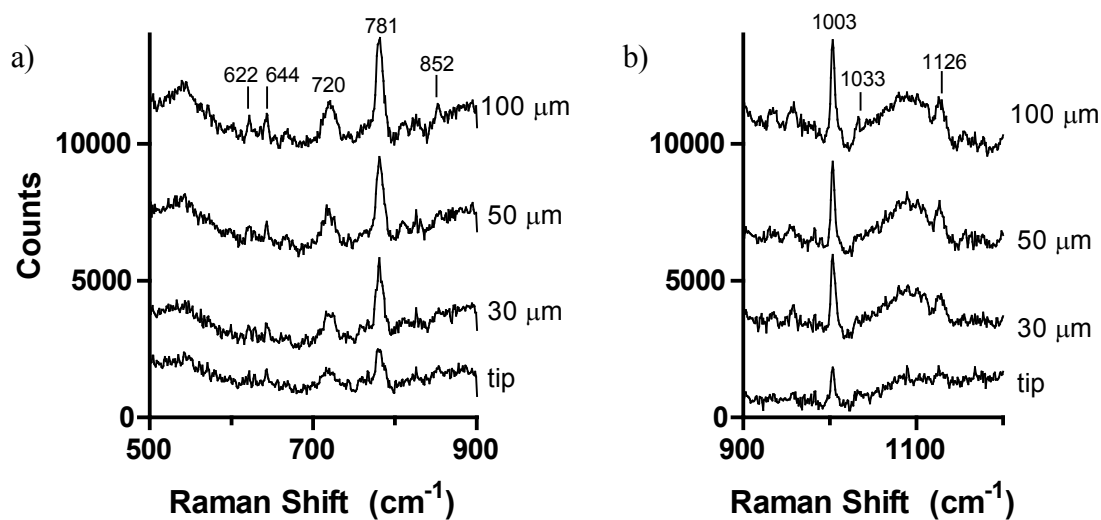 a)
781
622
644
720
852
100 μm
10000
50 μm
Counts
5000
30 μm
tip
0
500
700
900
Raman Shift (cm⁻¹)
b)
1003
1033
1126
100 μm
10000
50 μm
5000
30 μm
tip
0
900
1100
Raman Shift (cm⁻¹)